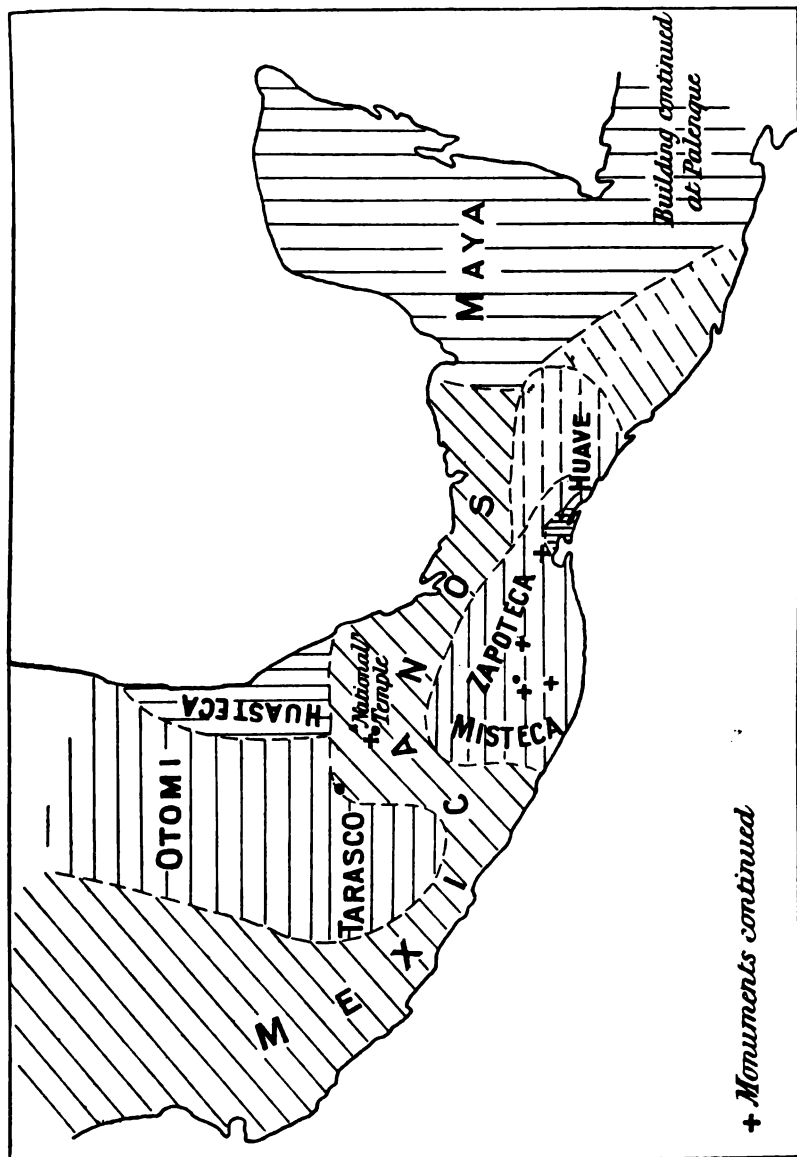 OTOMI
HUASTECA
TARASCO
MEXICANOS
"National
Temple"
MISTECA
ZAPOTECA
HUAVE
MAYA
Building continued
at Palenque
+ Monuments continued